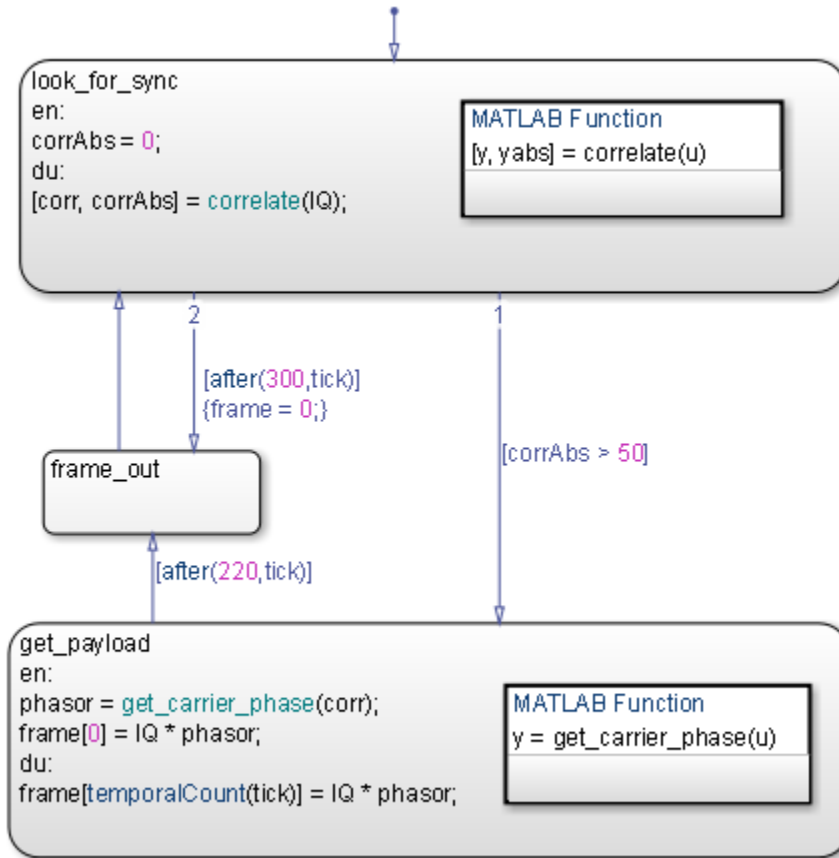 look_for_sync
en:
corrAbs = 0;
du:
[corr, corrAbs] = correlate(IQ);
MATLAB Function
[y, yabs] = correlate(u)
2
1
[after(300,tick)]
{frame = 0;}
[corrAbs > 50]
frame_out
[after(220,tick)]
get_payload
en:
phasor = get_carrier_phase(corr);
frame[0] = IQ * phasor;
du:
frame[temporalCount(tick)] = IQ * phasor;
MATLAB Function
y = get_carrier_phase(u)